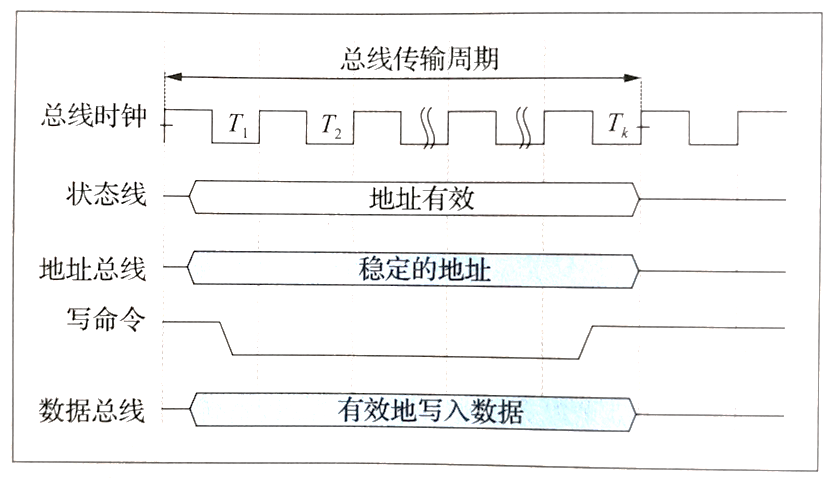 总线传输周期
总线时钟 T1 T2 Tk
状态线 地址有效
地址总线 稳定的地址
写命令
数据总线 有效地写入数据